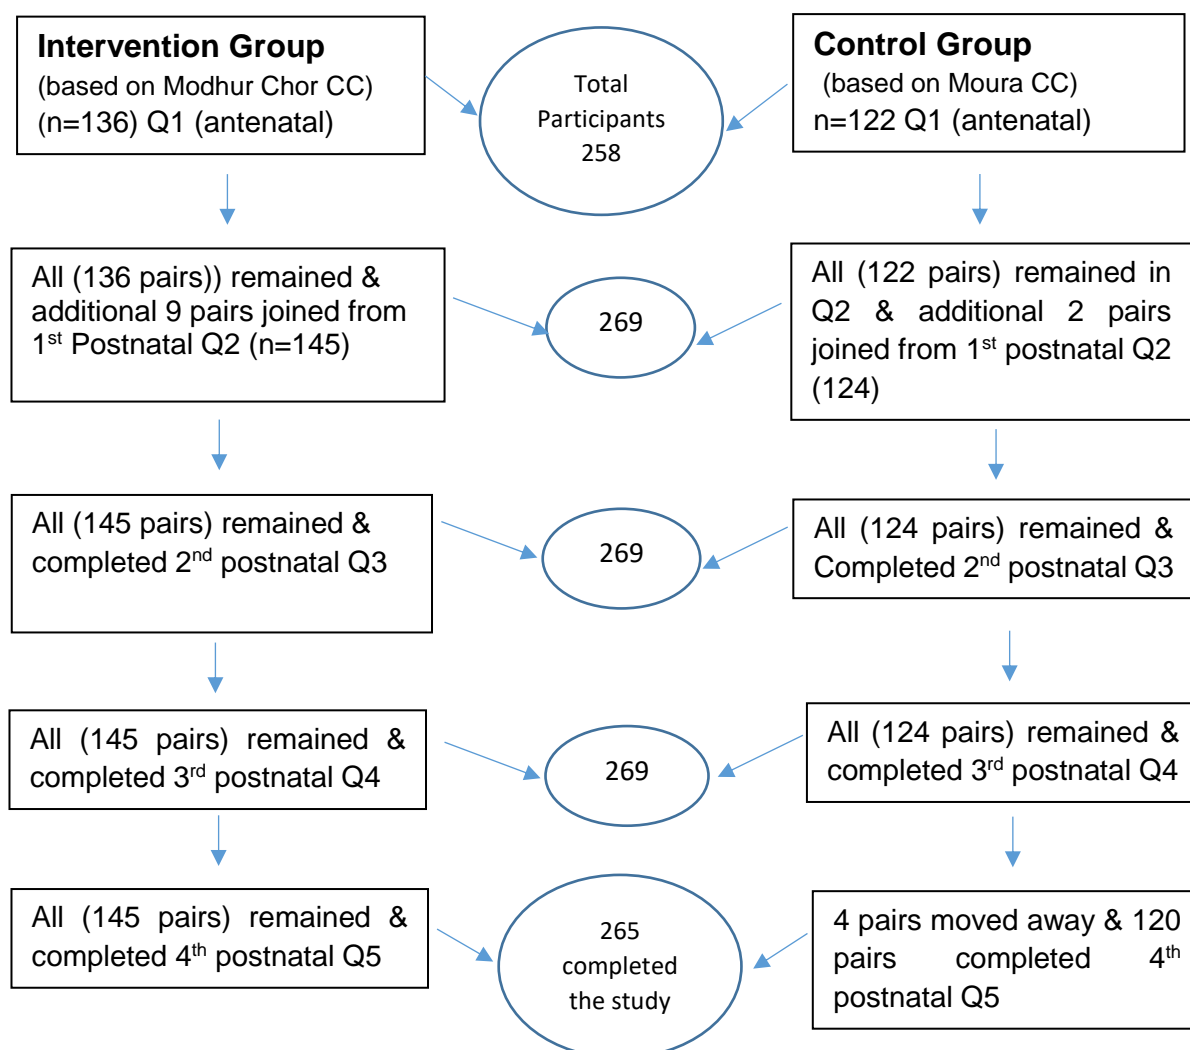 Intervention Group
(based on Modhur Chor CC)
(n=136) Q1 (antenatal)
Total
Participants
258
Control Group
(based on Moura CC)
n=122 Q1 (antenatal)
All (136 pairs)) remained &
additional 9 pairs joined from
1st Postnatal Q2 (n=145)
269
All (122 pairs) remained in
Q2 & additional 2 pairs
joined from 1st postnatal Q2
(124)
All (145 pairs) remained &
completed 2nd postnatal Q3
269
All (124 pairs) remained &
Completed 2nd postnatal Q3
All (145 pairs) remained &
completed 3rd postnatal Q4
269
All (124 pairs) remained &
completed 3rd postnatal Q4
All (145 pairs) remained &
completed 4th postnatal Q5
265
completed
the study
4 pairs moved away & 120
pairs completed 4th
postnatal Q5